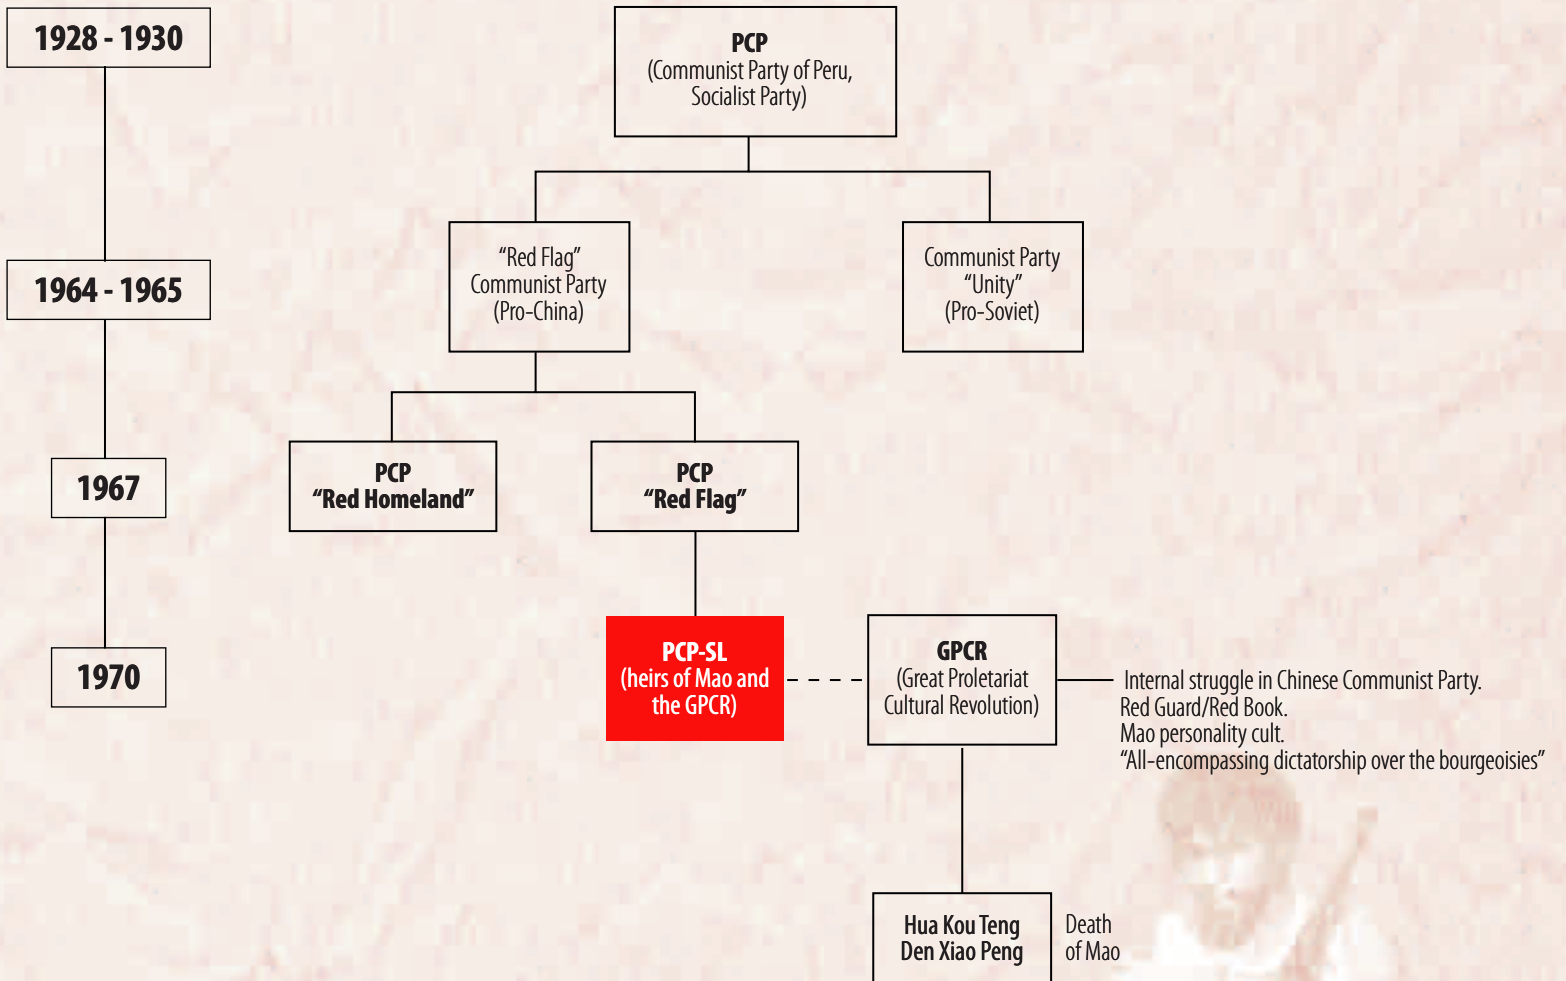 1928 - 1930
PCP
(Communist Party of Peru,
Socialist Party)
1964 - 1965
“Red Flag”
Communist Party
(Pro-China)
Communist Party
“Unity”
(Pro-Soviet)
1967
PCP
“Red Homeland”
PCP
“Red Flag”
1970
PCP-SL
(heirs of Mao and
the GPCR)
GPCR
(Great Proletariat
Cultural Revolution)
Internal struggle in Chinese Communist Party.
Red Guard/Red Book.
Mao personality cult.
“All-encompassing dictatorship over the bourgeoisies”
Hua Kou Teng
Den Xiao Peng
Death
of Mao